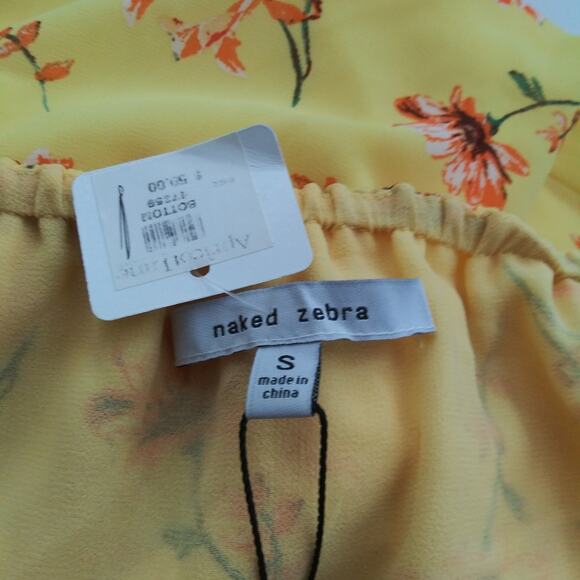 Apricot Lane
BOTTOM
naked zebra
S
made in
china